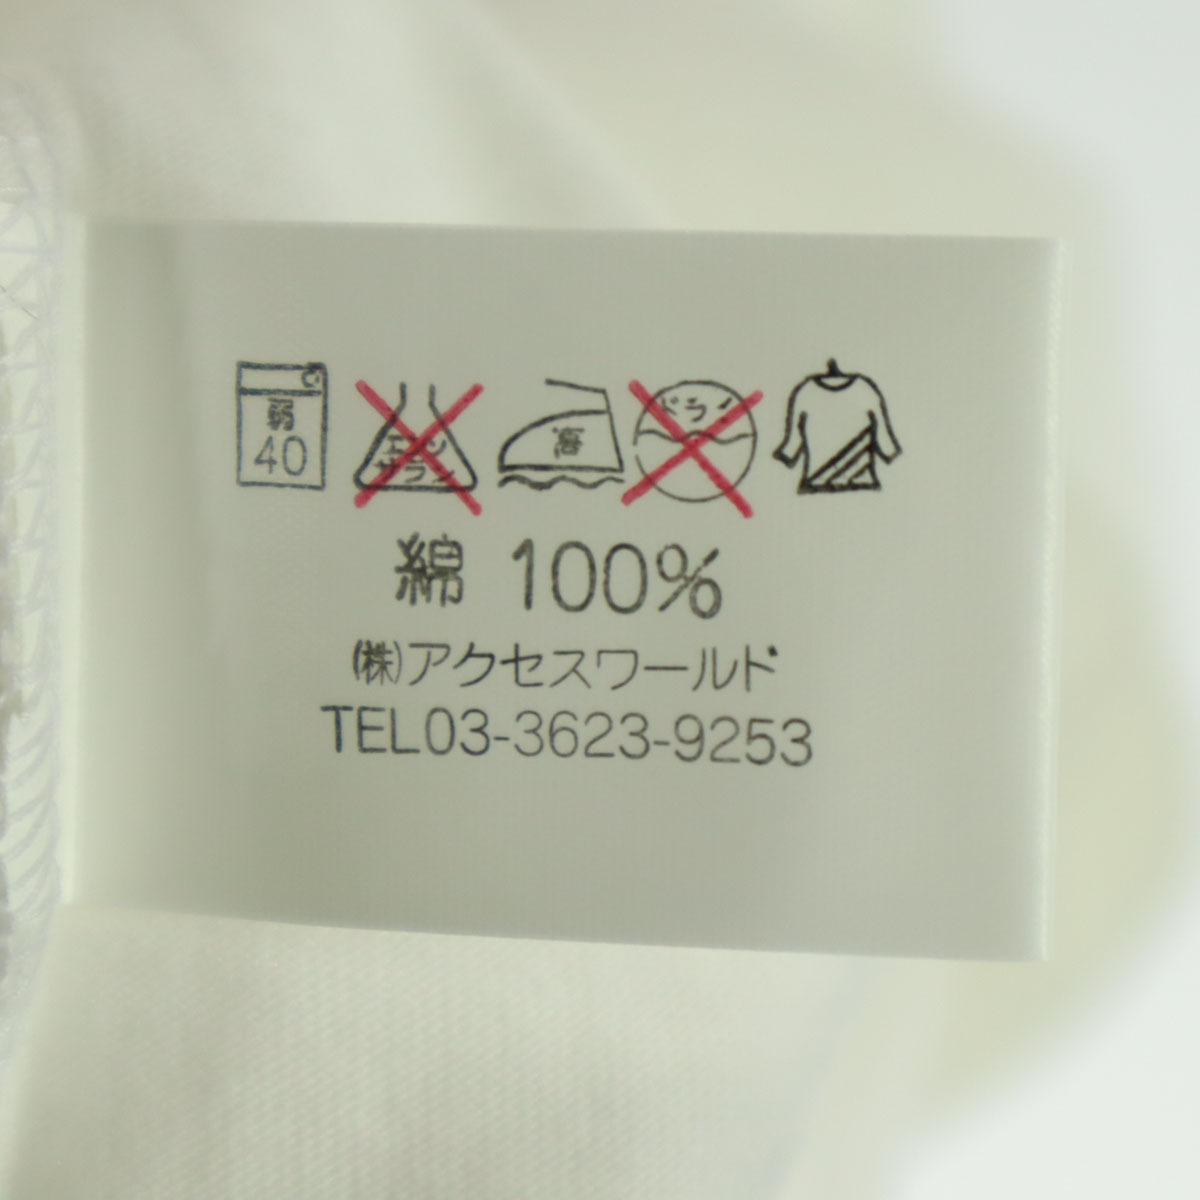 弱
40
エンソ
サラシ
高
ドライ
綿 100%
(株)アクセスワールド
TEL03-3623-9253